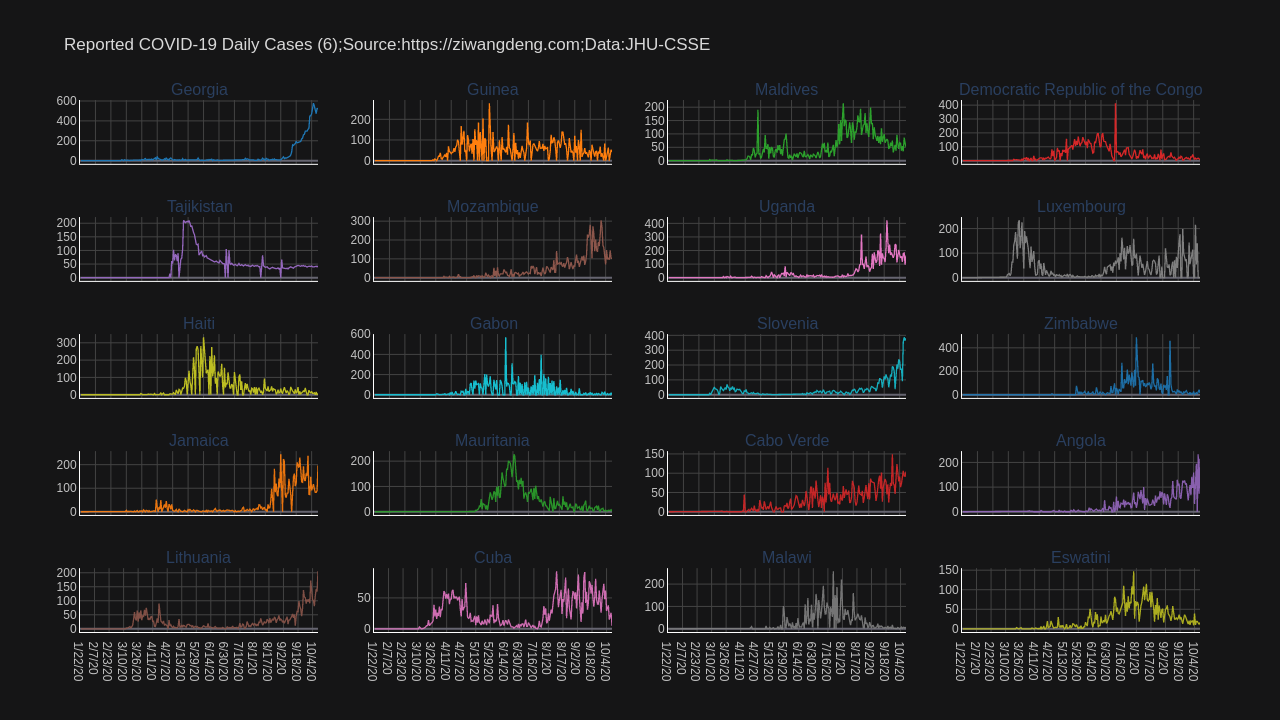 Reported COVID-19 Daily Cases (6);Source:https://ziwangdeng.com;Data:JHU-CSSE
Georgia Guinea Maldives Democratic Republic of the Congo
600 400 200 0
200 100 0
200 150 100 50 0
400 300 200 100 0
Tajikistan Mozambique Uganda Luxembourg
200 150 100 50 0
300 200 100 0
400 300 200 100 0
200 100 0
Haiti Gabon Slovenia Zimbabwe
300 200 100 0
600 400 200 0
400 300 200 100 0
400 200 0
Jamaica Mauritania Cabo Verde Angola
200 100 0
200 100 0
150 100 50 0
200 100 0
Lithuania Cuba Malawi Eswatini
200 150 100 50 0
50 0
200 100 0
150 100 50 0
1/22/20 2/7/20 2/23/20 3/10/20 3/26/20 4/11/20 4/27/20 5/13/20 5/29/20 6/14/20 6/30/20 7/16/20 8/1/20 8/17/20 9/2/20 9/18/20 10/4/20
1/22/20 2/7/20 2/23/20 3/10/20 3/26/20 4/11/20 4/27/20 5/13/20 5/29/20 6/14/20 6/30/20 7/16/20 8/1/20 8/17/20 9/2/20 9/18/20 10/4/20
1/22/20 2/7/20 2/23/20 3/10/20 3/26/20 4/11/20 4/27/20 5/13/20 5/29/20 6/14/20 6/30/20 7/16/20 8/1/20 8/17/20 9/2/20 9/18/20 10/4/20
1/22/20 2/7/20 2/23/20 3/10/20 3/26/20 4/11/20 4/27/20 5/13/20 5/29/20 6/14/20 6/30/20 7/16/20 8/1/20 8/17/20 9/2/20 9/18/20 10/4/20